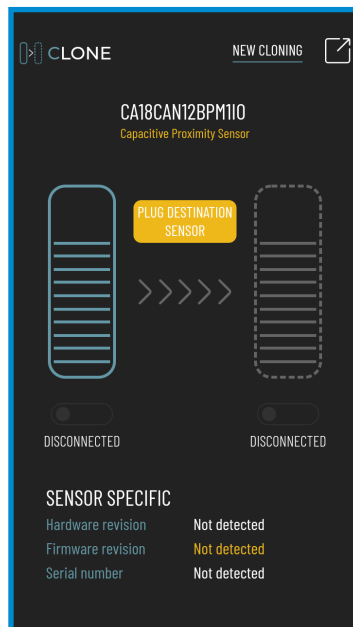 CLONE
NEW CLONING
CA18CAN12BPM1IO
Capacitive Proximity Sensor
PLUG DESTINATION
SENSOR
DISCONNECTED
DISCONNECTED
SENSOR SPECIFIC
Hardware revision Not detected
Firmware revision Not detected
Serial number Not detected